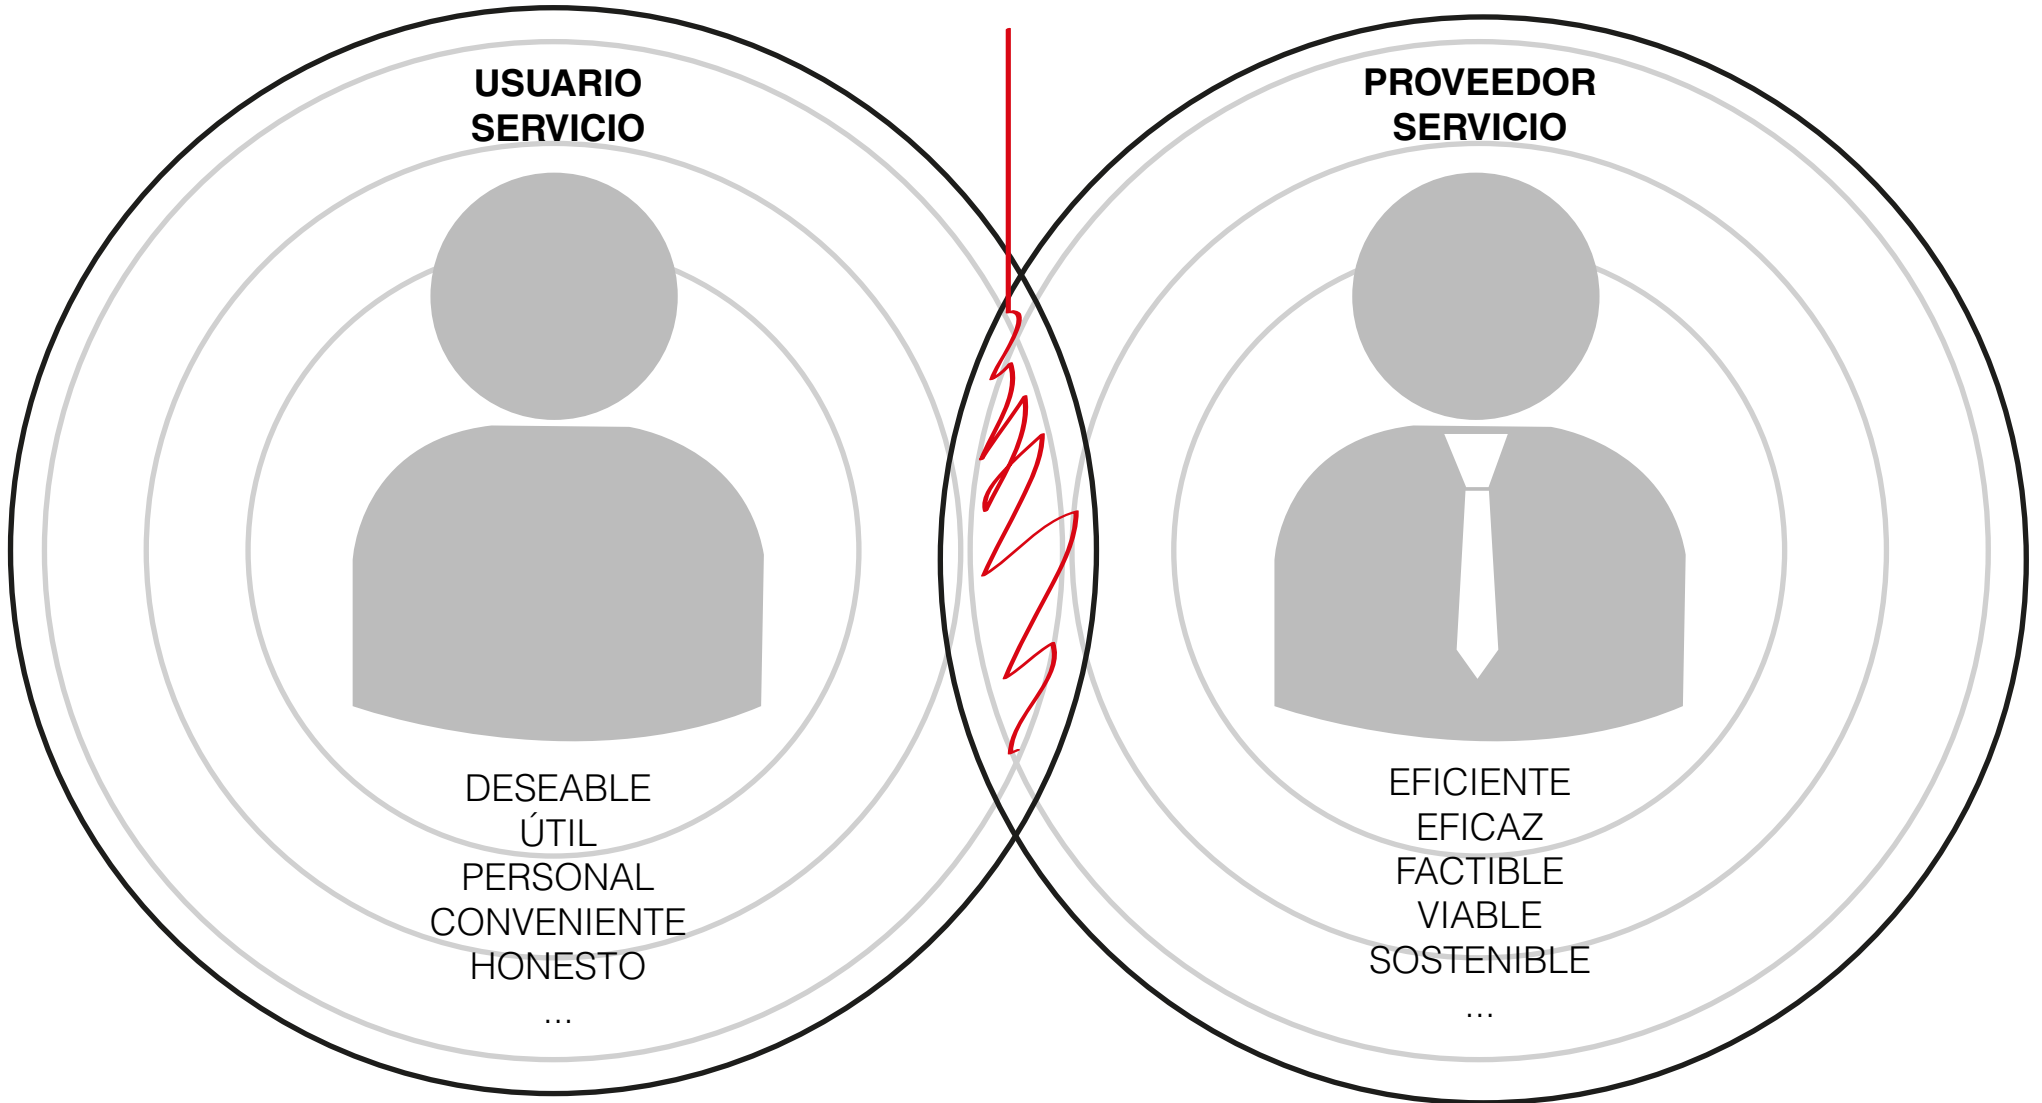 USUARIO
SERVICIO
DESEABLE
ÚTIL
PERSONAL
CONVENIENTE
HONESTO
...
PROVEEDOR
SERVICIO
EFICIENTE
EFICAZ
FACTIBLE
VIABLE
SOSTENIBLE
...